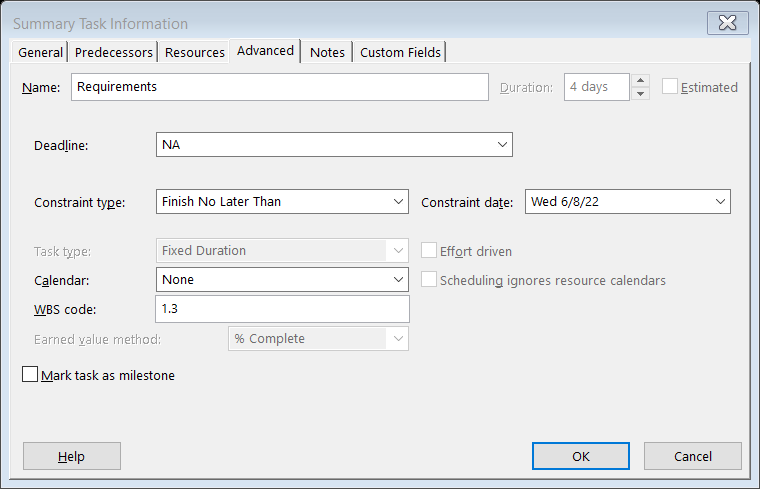 Summary Task Information
General Predecessors Resources Advanced Notes Custom Fields
Name: Requirements Duration: 4 days Estimated
Deadline: NA
Constraint type: Finish No Later Than Constraint date: Wed 6/8/22
Task type: Fixed Duration Effort driven
Calendar: None Scheduling ignores resource calendars
WBS code: 1.3
Earned value method: % Complete
Mark task as milestone
Help OK Cancel